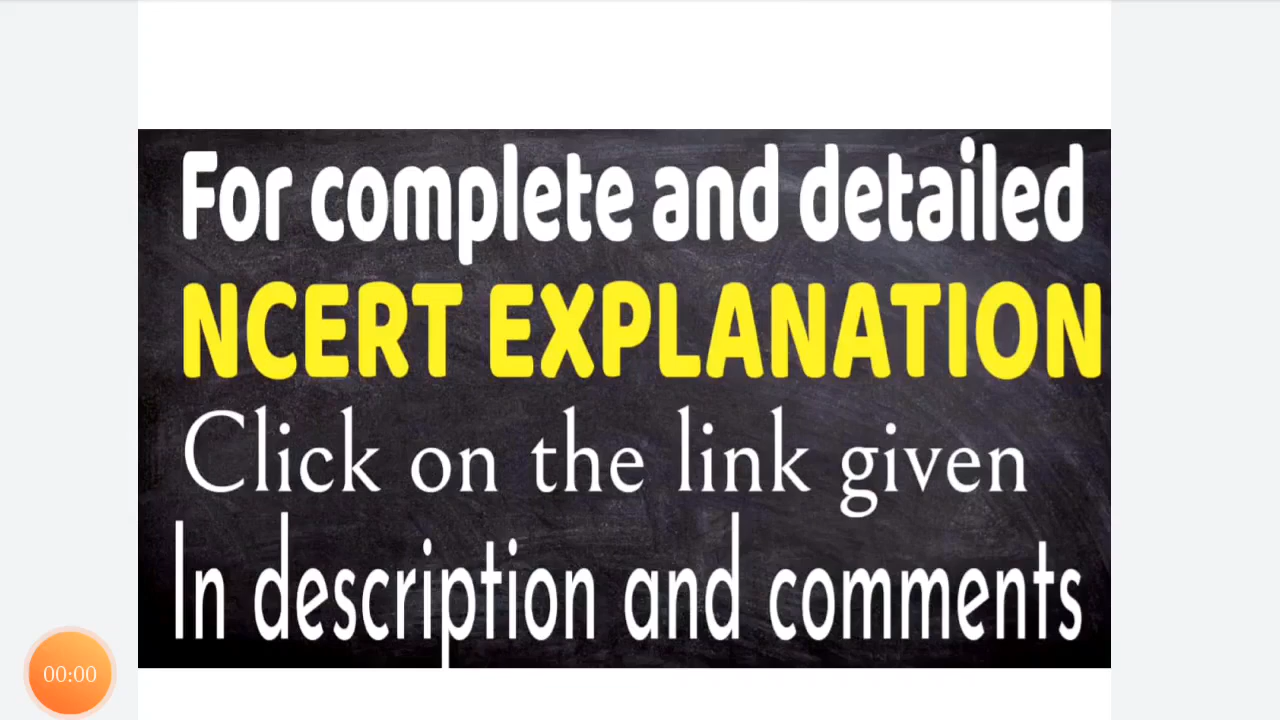 For complete and detailed
NCERT EXPLANATION
Click on the link given
In description and comments
00:00